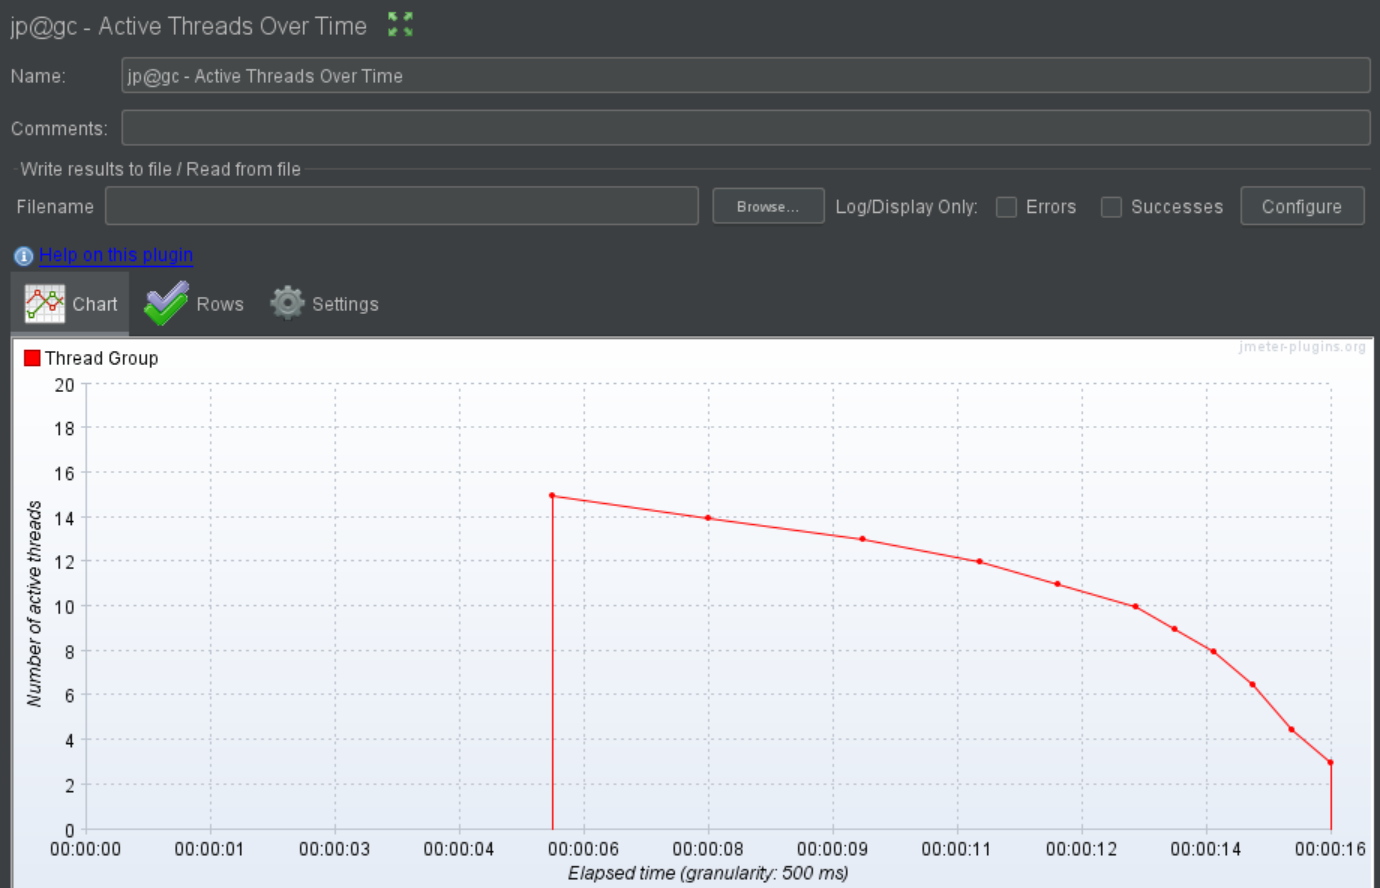 jp@gc - Active Threads Over Time
Name: jp@gc - Active Threads Over Time
Comments:
Write results to file / Read from file
Filename Browse... Log/Display Only: Errors Successes Configure
Help on this plugin
Chart Rows Settings
jmeter-plugins.org
Thread Group
20
18
16
14
12
10
8
6
4
2
0
Number of active threads
00:00:00 00:00:01 00:00:03 00:00:04 00:00:06 00:00:08 00:00:09 00:00:11 00:00:12 00:00:14 00:00:16
Elapsed time (granularity: 500 ms)